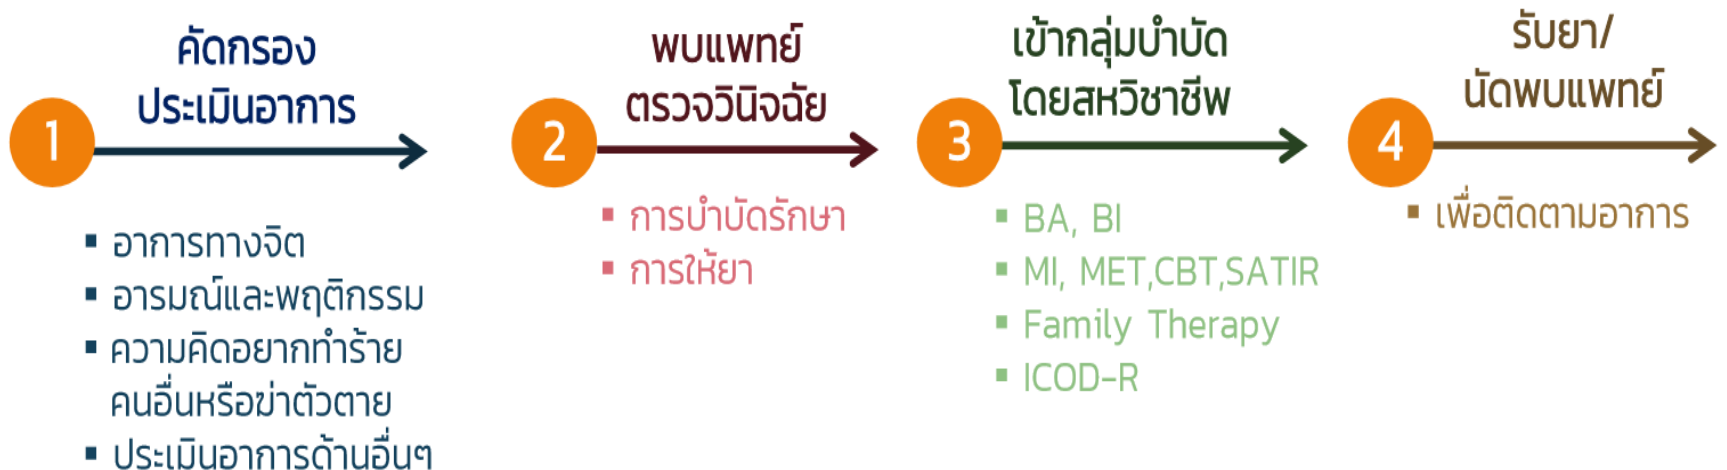 1
คัดกรอง
ประเมินอาการ
▪ อาการทางจิต
▪ อารมณ์และพฤติกรรม
▪ ความคิดอยากทำร้าย
คนอื่นหรือฆ่าตัวตาย
▪ ประเมินอาการด้านอื่นๆ
2
พบแพทย์
ตรวจวินิจฉัย
▪ การบำบัดรักษา
▪ การให้ยา
3
เข้ากลุ่มบำบัด
โดยสหวิชาชีพ
▪ BA, BI
▪ MI, MET,CBT,SATIR
▪ Family Therapy
▪ ICOD-R
4
รับยา/
นัดพบแพทย์
▪ เพื่อติดตามอาการ